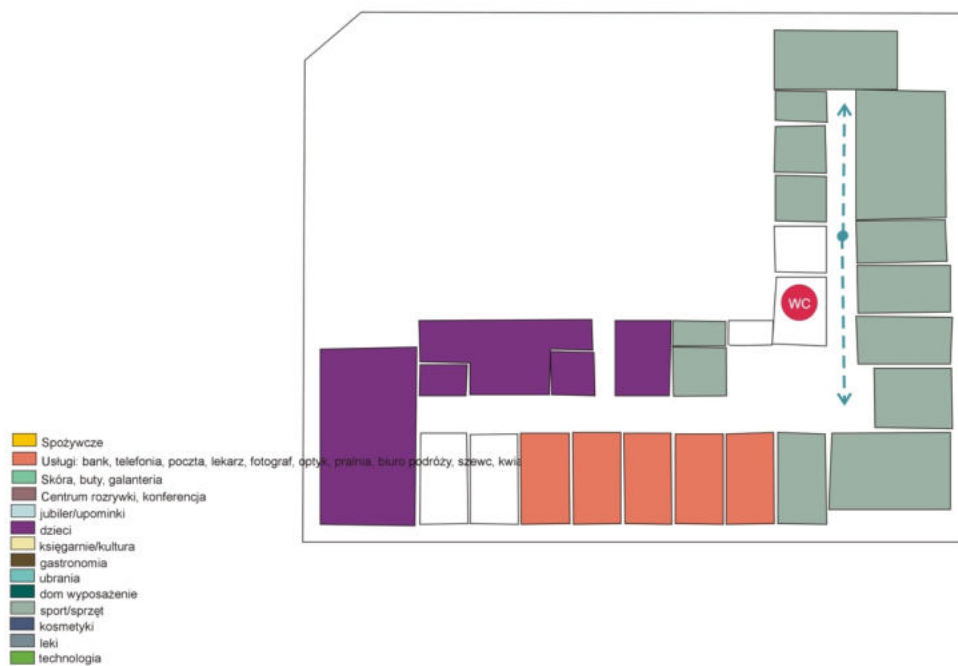 WC
Spożywcze
Usługi: bank, telefonia, poczta, lekarz, fotograf, optyk, pralnia, biuro podróży, szewc, kwia
Skóra, buty, galanteria
Centrum rozrywki, konferencja
jubiler/upominki
dzieci
księgarnie/kultura
gastronomia
ubrania
dom wyposażenie
sport/sprzęt
kosmetyki
leki
technologia